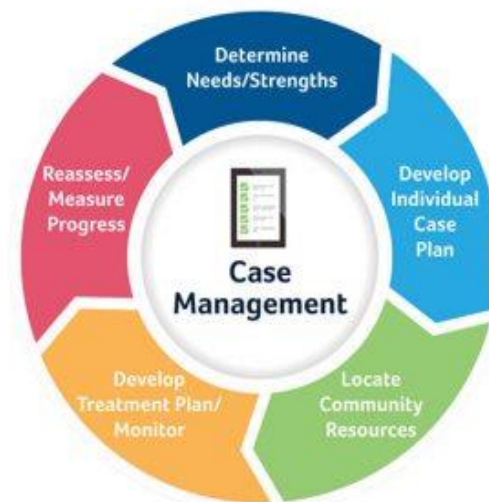 Determine
Needs/Strengths
Develop
Individual
Case
Plan
Locate
Community
Resources
Develop
Treatment Plan/
Monitor
Reassess/
Measure
Progress
Case
Management